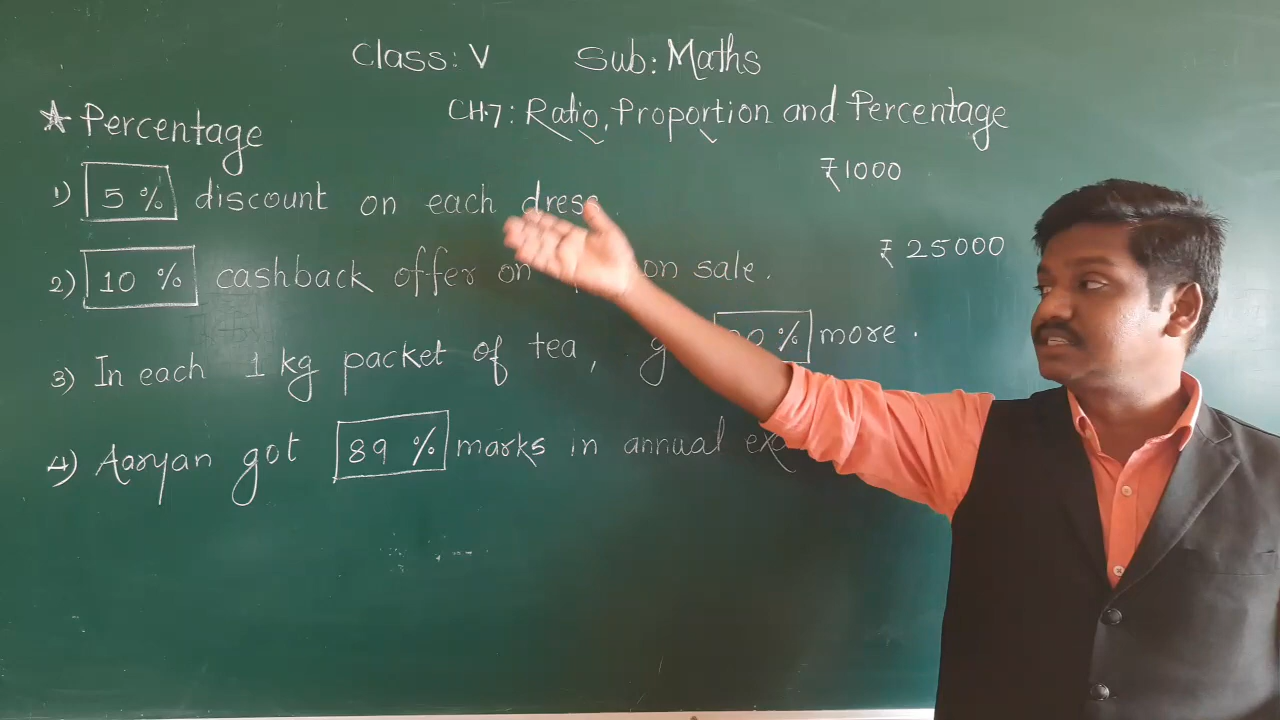 Class: V Sub: Maths
CH.7: Ratio, Proportion and Percentage
★ Percentage
₹1000
1) 5 % discount on each dress.
₹ 25000
2) 10 % cashback offer on on sale.
3) In each 1 kg packet of tea, % more.
4) Aaryan got 89 % marks in annual